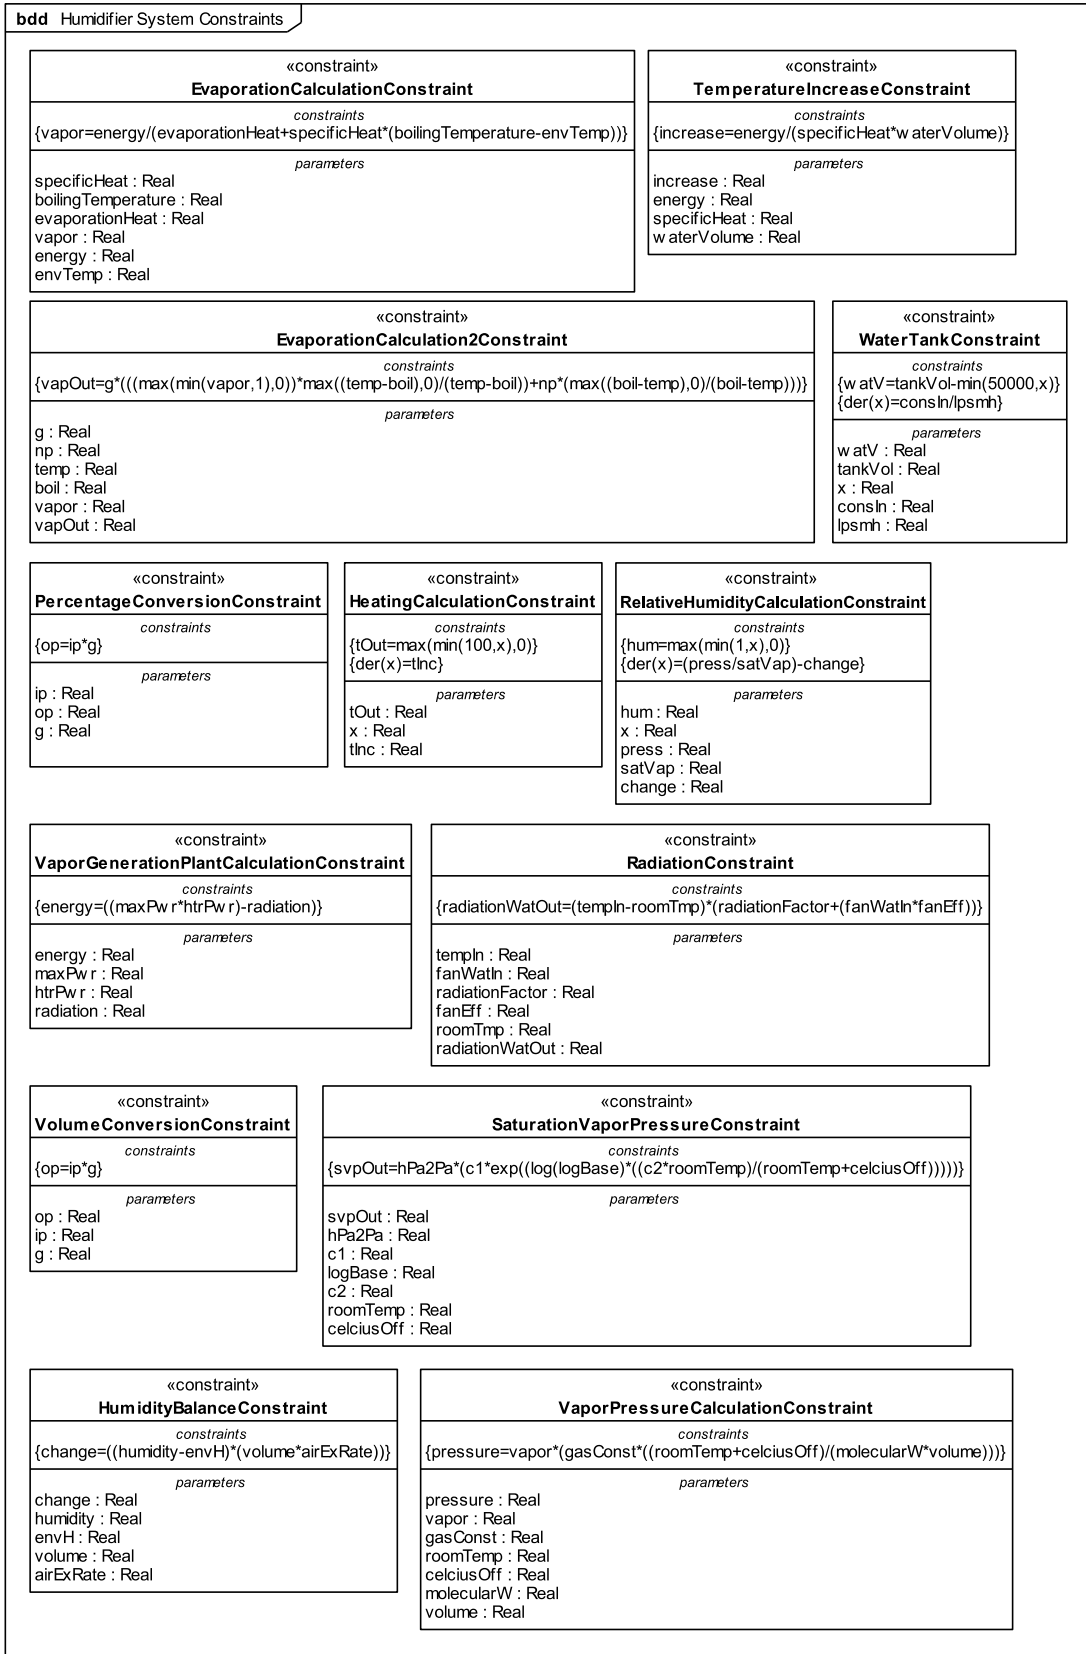 bdd Humidifier System Constraints
«constraint»
EvaporationCalculationConstraint
constraints
{vapor=energy/(evaporationHeat+specificHeat*(boilingTemperature-envTemp))}
parameters
specificHeat : Real
boilingTemperature : Real
evaporationHeat : Real
vapor : Real
energy : Real
envTemp : Real
«constraint»
TemperatureIncreaseConstraint
constraints
{increase=energy/(specificHeat*waterVolume)}
parameters
increase : Real
energy : Real
specificHeat : Real
waterVolume : Real
«constraint»
EvaporationCalculation2Constraint
constraints
{vapOut=g*(((max(min(vapor,1),0))*max((temp-boil),0)/(temp-boil))+np*(max((boil-temp),0)/(boil-temp)))}
parameters
g : Real
np : Real
temp : Real
boil : Real
vapor : Real
vapOut : Real
«constraint»
WaterTankConstraint
constraints
{watV=tankVol-min(50000,x)}
{der(x)=consIn/lpsmh}
parameters
watV : Real
tankVol : Real
x : Real
consIn : Real
lpsmh : Real
«constraint»
PercentageConversionConstraint
constraints
{op=ip*g}
parameters
ip : Real
op : Real
g : Real
«constraint»
HeatingCalculationConstraint
constraints
{tOut=max(min(100,x),0)}
{der(x)=tInc}
parameters
tOut : Real
x : Real
tInc : Real
«constraint»
RelativeHumidityCalculationConstraint
constraints
{hum=max(min(1,x),0)}
{der(x)=(press/satVap)-change}
parameters
hum : Real
x : Real
press : Real
satVap : Real
change : Real
«constraint»
VaporGenerationPlantCalculationConstraint
constraints
{energy=((maxPwr*htrPwr)-radiation)}
parameters
energy : Real
maxPwr : Real
htrPwr : Real
radiation : Real
«constraint»
RadiationConstraint
constraints
{radiationWatOut=(tempIn-roomTmp)*(radiationFactor+(fanWatIn*fanEff))}
parameters
tempIn : Real
fanWatIn : Real
radiationFactor : Real
fanEff : Real
roomTmp : Real
radiationWatOut : Real
«constraint»
VolumeConversionConstraint
constraints
{op=ip*g}
parameters
op : Real
ip : Real
g : Real
«constraint»
SaturationVaporPressureConstraint
constraints
{svpOut=hPa2Pa*(c1*exp((log(logBase)*((c2*roomTemp)/(roomTemp+celciusOff)))))}
parameters
svpOut : Real
hPa2Pa : Real
c1 : Real
logBase : Real
c2 : Real
roomTemp : Real
celciusOff : Real
«constraint»
HumidityBalanceConstraint
constraints
{change=((humidity-envH)*(volume*airExRate))}
parameters
change : Real
humidity : Real
envH : Real
volume : Real
airExRate : Real
«constraint»
VaporPressureCalculationConstraint
constraints
{pressure=vapor*(gasConst*((roomTemp+celciusOff)/(molecularW*volume)))}
parameters
pressure : Real
vapor : Real
gasConst : Real
roomTemp : Real
celciusOff : Real
molecularW : Real
volume : Real